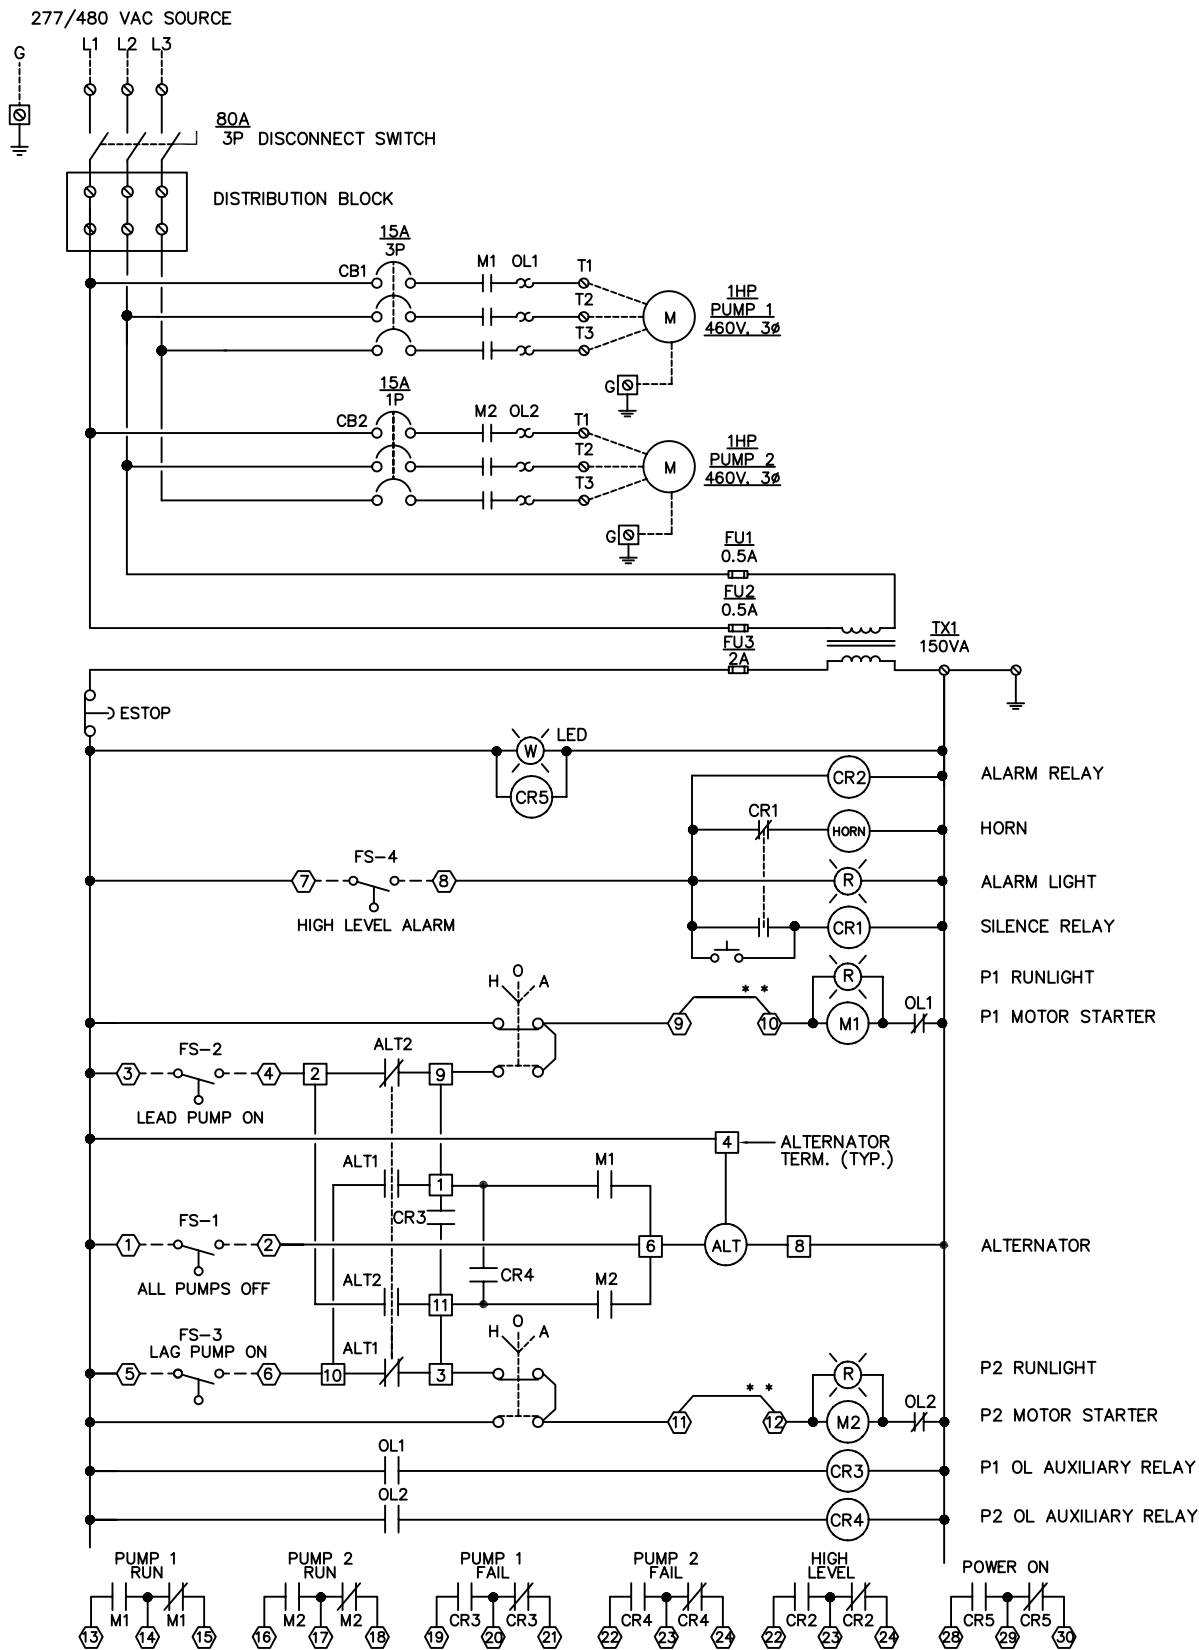 277/480 VAC SOURCE
G L1 L2 L3
80A
3P DISCONNECT SWITCH
DISTRIBUTION BLOCK
15A
3P
CB1 M1 OL1 T1
T2
T3
M
1HP
PUMP 1
460V, 3ø
G
15A
1P
CB2 M2 OL2 T1
T2
T3
M
1HP
PUMP 2
460V, 3ø
G
FU1
0.5A
FU2
0.5A
FU3
2A
TX1
150VA
ESTOP
W LED
CR5
CR2 ALARM RELAY
CR1 HORN HORN
FS-4
7 8 R ALARM LIGHT
HIGH LEVEL ALARM
CR1 SILENCE RELAY
H O A
* * R P1 RUNLIGHT
9 10 M1 OL1 P1 MOTOR STARTER
FS-2 ALT2
3 4 2 9
LEAD PUMP ON
4 ALTERNATOR
TERM. (TYP.)
ALT1 M1
1
CR3
FS-1
1 2 6 ALT 8 ALTERNATOR
CR4
ALL PUMPS OFF
ALT2 M2
11
FS-3
LAG PUMP ON ALT1 H O A
5 6 10 3 R P2 RUNLIGHT
* *
11 12 M2 OL2 P2 MOTOR STARTER
OL1
CR3 P1 OL AUXILIARY RELAY
OL2
CR4 P2 OL AUXILIARY RELAY
PUMP 1
RUN
M1 M1
13 14 15
PUMP 2
RUN
M2 M2
16 17 18
PUMP 1
FAIL
CR3 CR3
19 20 21
PUMP 2
FAIL
CR4 CR4
22 23 24
HIGH
LEVEL
CR2 CR2
22 23 24
POWER ON
CR5 CR5
28 29 30